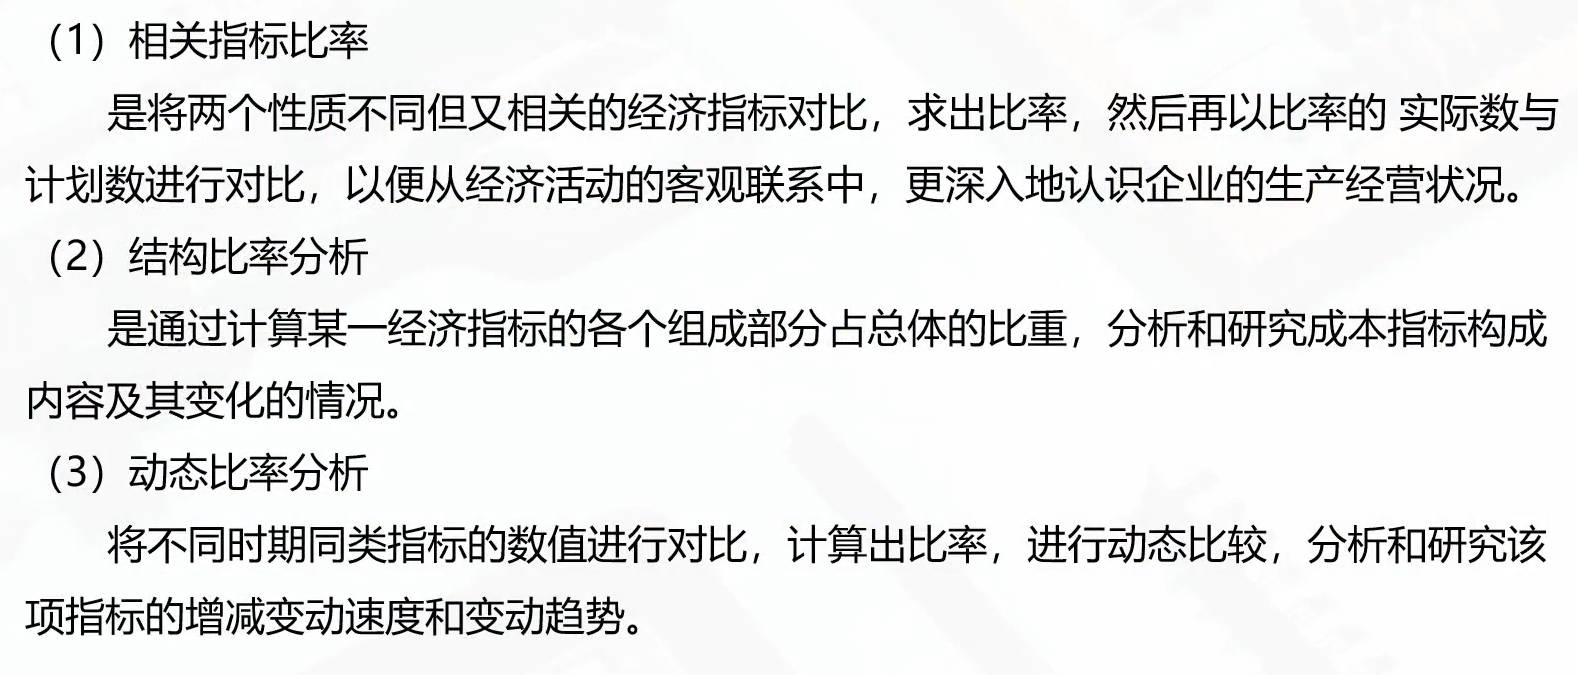 （1）相关指标比率
是将两个性质不同但又相关的经济指标对比，求出比率，然后再以比率的 实际数与
计划数进行对比，以便从经济活动的客观联系中，更深入地认识企业的生产经营状况。
（2）结构比率分析
是通过计算某一经济指标的各个组成部分占总体的比重，分析和研究成本指标构成
内容及其变化的情况。
（3）动态比率分析
将不同时期同类指标的数值进行对比，计算出比率，进行动态比较，分析和研究该
项指标的增减变动速度和变动趋势。